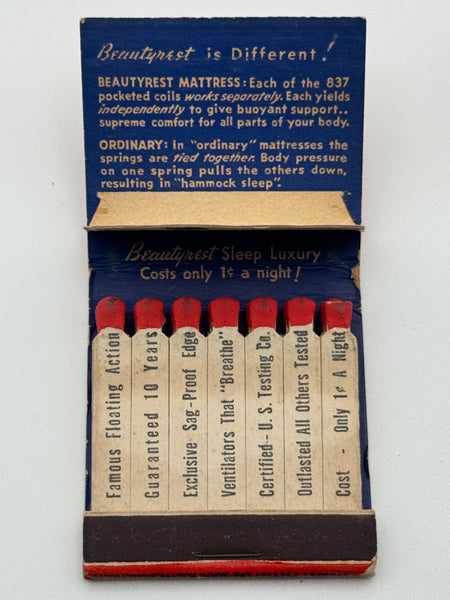 Beautyrest is Different!
BEAUTYREST MATTRESS: Each of the 837
pocketed coils works separately. Each yields
independently to give buoyant support..
supreme comfort for all parts of your body.
ORDINARY: In "ordinary" mattresses the
springs are tied together. Body pressure
on one spring pulls the others down,
resulting in "hammock sleep".
Beautyrest Sleep Luxury
Costs only 1¢ a night!
Famous Floating Action
Guaranteed 10 Years
Exclusive Sag-Proof Edge
Ventilators That "Breathe"
Certified-- U.S. Testing Co.
Outlasted All Others Tested
Cost - Only 1¢ A Night